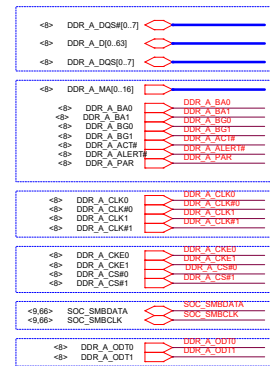 <8> DDR_A_DQS#[0..7]
<8> DDR_A_D[0..63]
<8> DDR_A_DQS[0..7]
<8> DDR_A_MA[0..16]
<8> DDR_A_BA0 DDR_A_BA0
<8> DDR_A_BA1 DDR_A_BA1
<8> DDR_A_BG0 DDR_A_BG0
<8> DDR_A_BG1 DDR_A_BG1
<8> DDR_A_ACT# DDR_A_ACT#
<8> DDR_A_ALERT# DDR_A_ALERT#
<8> DDR_A_PAR DDR_A_PAR
<8> DDR_A_CLK0 DDR_A_CLK0
<8> DDR_A_CLK#0 DDR_A_CLK#0
<8> DDR_A_CLK1 DDR_A_CLK1
<8> DDR_A_CLK#1 DDR_A_CLK#1
<8> DDR_A_CKE0 DDR_A_CKE0
<8> DDR_A_CKE1 DDR_A_CKE1
<8> DDR_A_CS#0 DDR_A_CS#0
<8> DDR_A_CS#1 DDR_A_CS#1
<9,66> SOC_SMBDATA SOC_SMBDATA
<9,66> SOC_SMBCLK SOC_SMBCLK
<8> DDR_A_ODT0 DDR_A_ODT0
<8> DDR_A_ODT1 DDR_A_ODT1